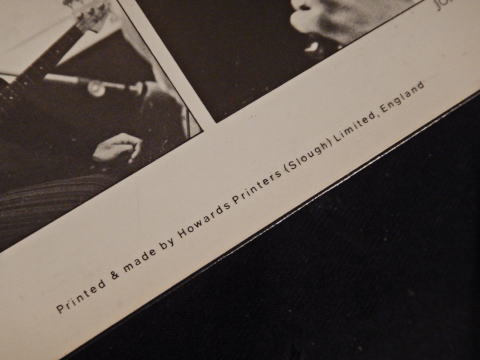 Printed & made by Howards Printers (Slough) Limited, England